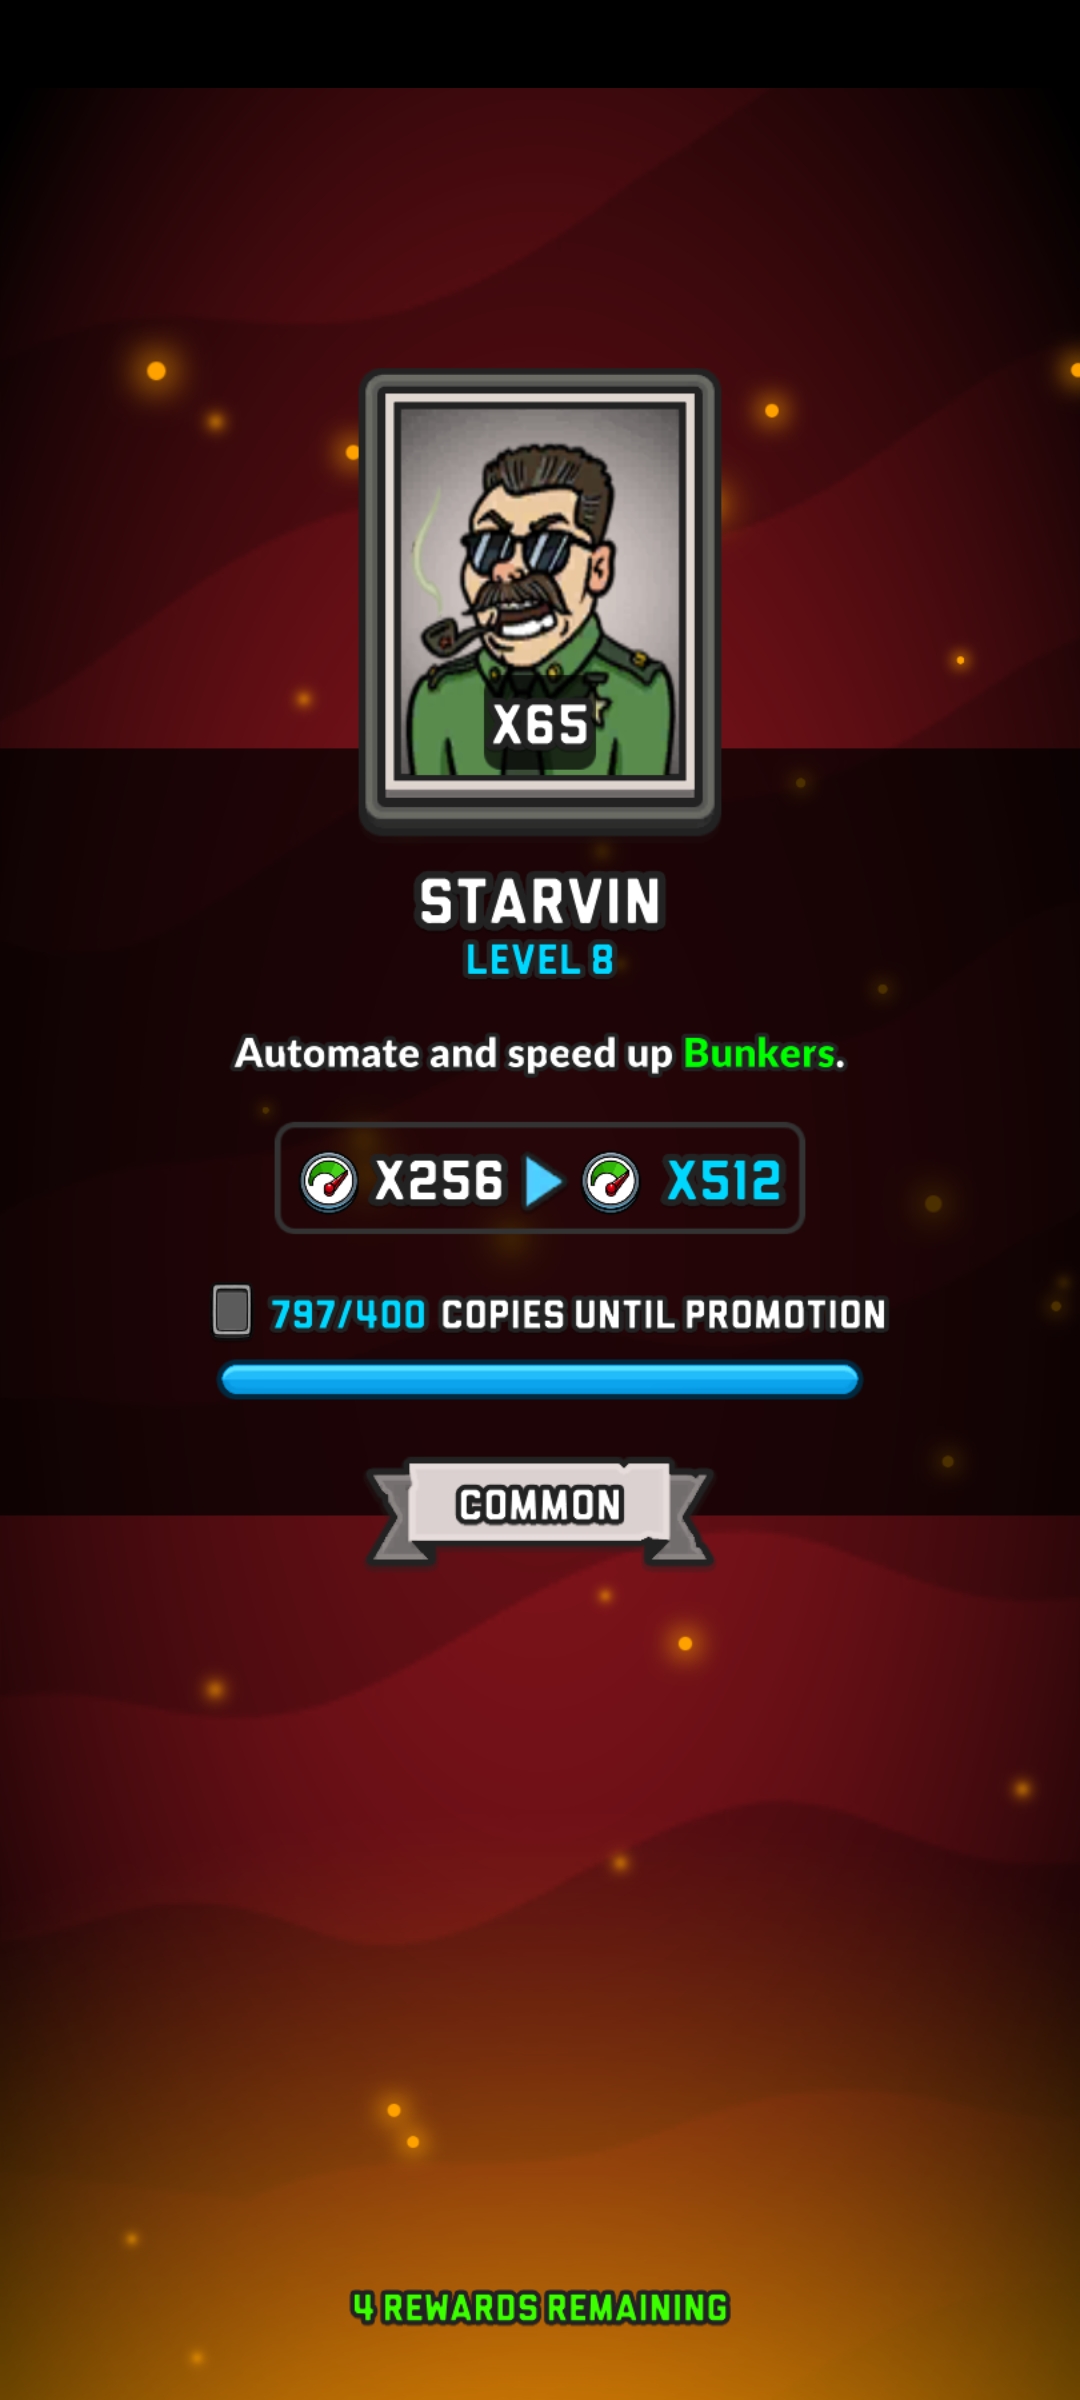 X65
STARVIN
LEVEL 8
Automate and speed up Bunkers.
X256 X512
797/400 COPIES UNTIL PROMOTION
COMMON
4 REWARDS REMAINING